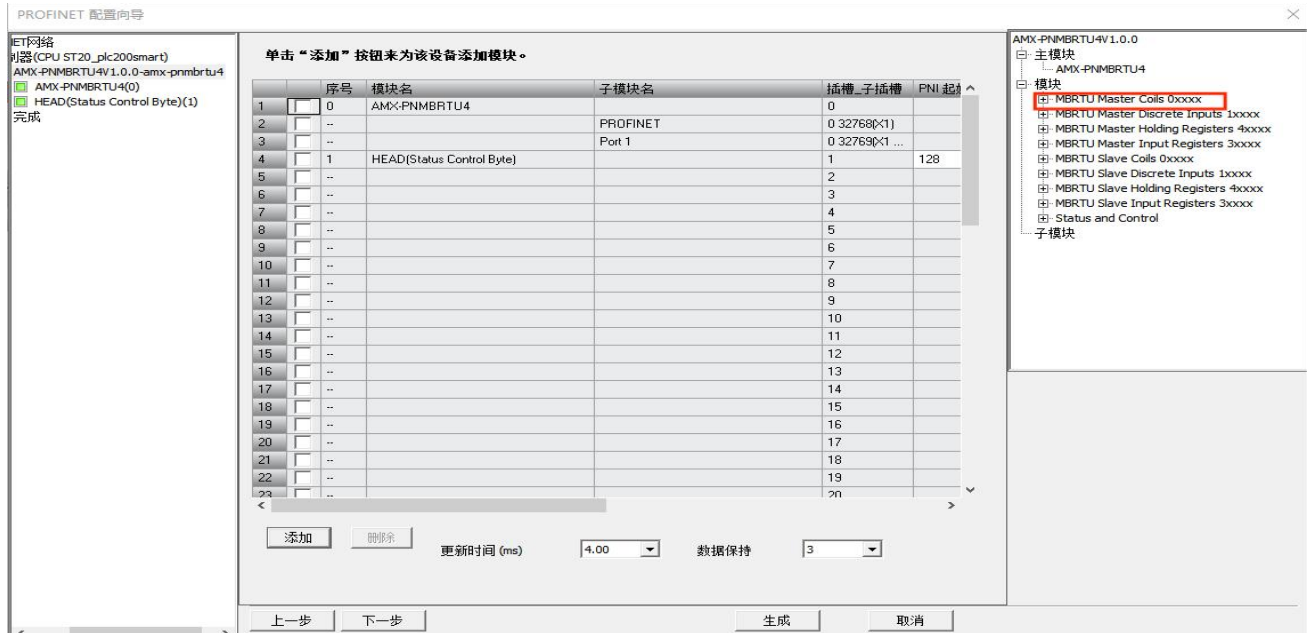 PROFINET 配置向导
ET网络
制器(CPU ST20_plc200smart)
AMX-PNMBRTU4V1.0.0-amx-pnmbrtu4
AMX-PNMBRTU4(0)
HEAD(Status Control Byte)(1)
完成
单击“添加”按钮来为该设备添加模块。
序号 模块名 子模块名 插槽_子插槽 PNI 起始
1 0 AMX-PNMBRTU4 0
2 -- PROFINET 0 32768(X1)
3 -- Port 1 0 32769(X1 ...
4 1 HEAD(Status Control Byte) 1 128
5 -- 2
6 -- 3
7 -- 4
8 -- 5
9 -- 6
10 -- 7
11 -- 8
12 -- 9
13 -- 10
14 -- 11
15 -- 12
16 -- 13
17 -- 14
18 -- 15
19 -- 16
20 -- 17
21 -- 18
22 -- 19
23 -- 20
添加 删除 更新时间 (ms) 4.00 数据保持 3
上一步 下一步 生成 取消
AMX-PNMBRTU4V1.0.0
主模块
AMX-PNMBRTU4
模块
MBRTU Master Coils 0xxxx
MBRTU Master Discrete Inputs 1xxxx
MBRTU Master Holding Registers 4xxxx
MBRTU Master Input Registers 3xxxx
MBRTU Slave Coils 0xxxx
MBRTU Slave Discrete Inputs 1xxxx
MBRTU Slave Holding Registers 4xxxx
MBRTU Slave Input Registers 3xxxx
Status and Control
子模块